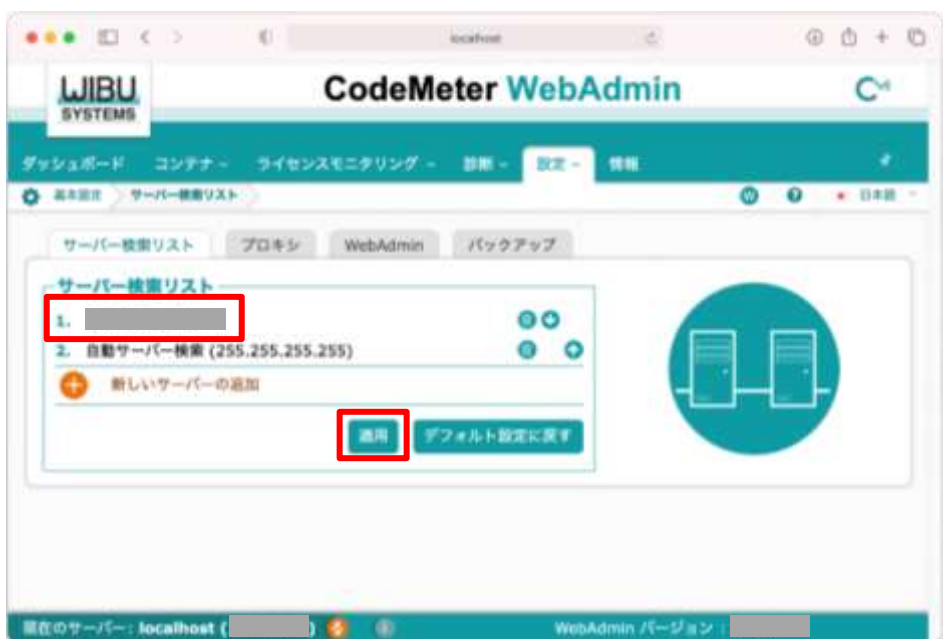 localhost
WIBU
SYSTEMS
CodeMeter WebAdmin
ダッシュボード コンテナ ライセンスモニタリング 診断 設定 情報
基本設定 サーバー検索リスト 日本語
サーバー検索リスト プロキシ WebAdmin バックアップ
サーバー検索リスト
1.
2. 自動サーバー検索 (255.255.255.255)
新しいサーバーの追加
適用 デフォルト設定に戻す
現在のサーバー: localhost ( ) WebAdmin バージョン :